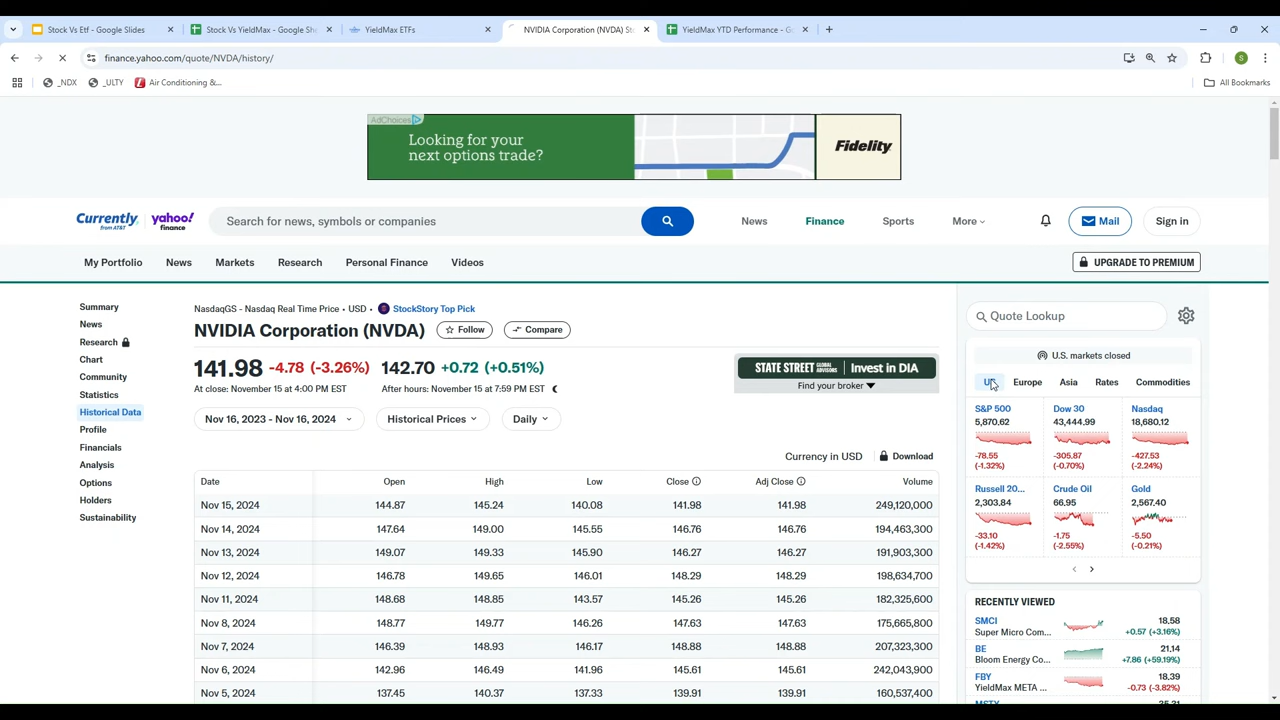 Stock Vs Etf - Google Slides
Stock Vs YieldMax - Google She
YieldMax ETFs
NVIDIA Corporation (NVDA) Sto
YieldMax YTD Performance - G
finance.yahoo.com/quote/NVDA/history/
S
_NDX
_ULTY
Air Conditioning &...
All Bookmarks
AdChoices
Looking for your
next options trade?
Fidelity
Currently
from AT&T
yahoo!
finance
Search for news, symbols or companies
News
Finance
Sports
More
Mail
Sign in
My Portfolio
News
Markets
Research
Personal Finance
Videos
UPGRADE TO PREMIUM
Summary
News
Research
Chart
Community
Statistics
Historical Data
Profile
Financials
Analysis
Options
Holders
Sustainability
NasdaqGS - Nasdaq Real Time Price • USD • StockStory Top Pick
NVIDIA Corporation (NVDA)
Follow
Compare
141.98 -4.78 (-3.26%) 142.70 +0.72 (+0.51%)
At close: November 15 at 4:00 PM EST
After hours: November 15 at 7:59 PM EST
STATE STREET GLOBAL ADVISORS Invest in DIA
Find your broker
Nov 16, 2023 - Nov 16, 2024
Historical Prices
Daily
Currency in USD
Download
Date Open High Low Close Adj Close Volume
Nov 15, 2024 144.87 145.24 140.08 141.98 141.98 249,120,000
Nov 14, 2024 147.64 149.00 145.55 146.76 146.76 194,463,300
Nov 13, 2024 149.07 149.33 145.90 146.27 146.27 191,903,300
Nov 12, 2024 146.78 149.65 146.01 148.29 148.29 198,634,700
Nov 11, 2024 148.68 148.85 143.57 145.26 145.26 182,325,600
Nov 8, 2024 148.77 149.77 146.26 147.63 147.63 175,665,800
Nov 7, 2024 146.39 148.93 146.17 148.88 148.88 207,323,300
Nov 6, 2024 142.96 146.49 141.96 145.61 145.61 242,043,900
Nov 5, 2024 137.45 140.37 137.33 139.91 139.91 160,537,400
Quote Lookup
U.S. markets closed
Europe
Asia
Rates
Commodities
S&P 500 Dow 30 Nasdaq
5,870.62 43,444.99 18,680.12
-78.55 -305.87 -427.53
(-1.32%) (-0.70%) (-2.24%)
Russell 20... Crude Oil Gold
2,303.84 66.95 2,567.40
-33.10 -1.75 -5.50
(-1.42%) (-2.55%) (-0.21%)
RECENTLY VIEWED
SMCI 18.58
Super Micro Com... +0.57 (+3.16%)
BE 21.14
Bloom Energy Co... +7.86 (+59.19%)
FBY 18.39
YieldMax META ... -0.73 (-3.82%)